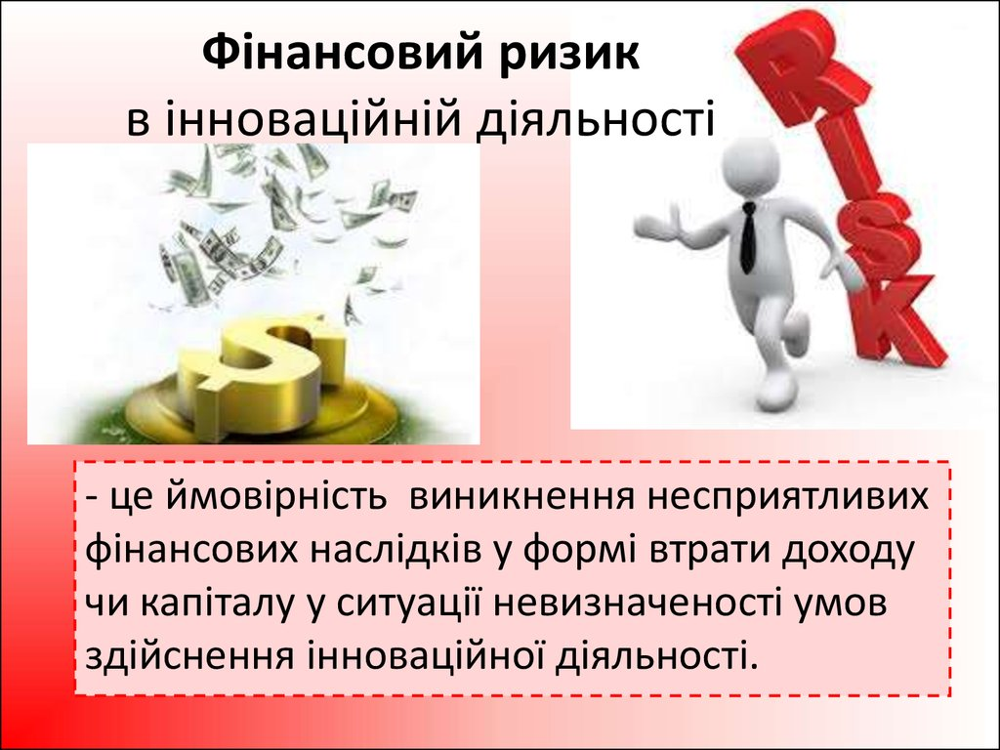 Фінансовий ризик
в інноваційній діяльності
RISK
- це ймовірність виникнення несприятливих
фінансових наслідків у формі втрати доходу
чи капіталу у ситуації невизначеності умов
здійснення інноваційної діяльності.